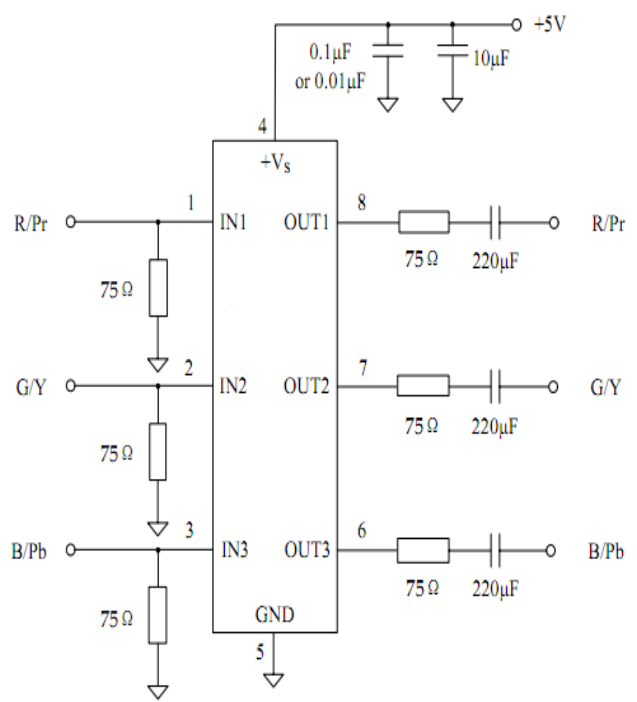 +5V
0.1μF
or 0.01μF
10μF
4
+Vs
R/Pr
1
IN1
OUT1
8
R/Pr
75Ω
75Ω
220μF
G/Y
2
IN2
OUT2
7
G/Y
75Ω
75Ω
220μF
B/Pb
3
IN3
OUT3
6
B/Pb
75Ω
75Ω
220μF
GND
5